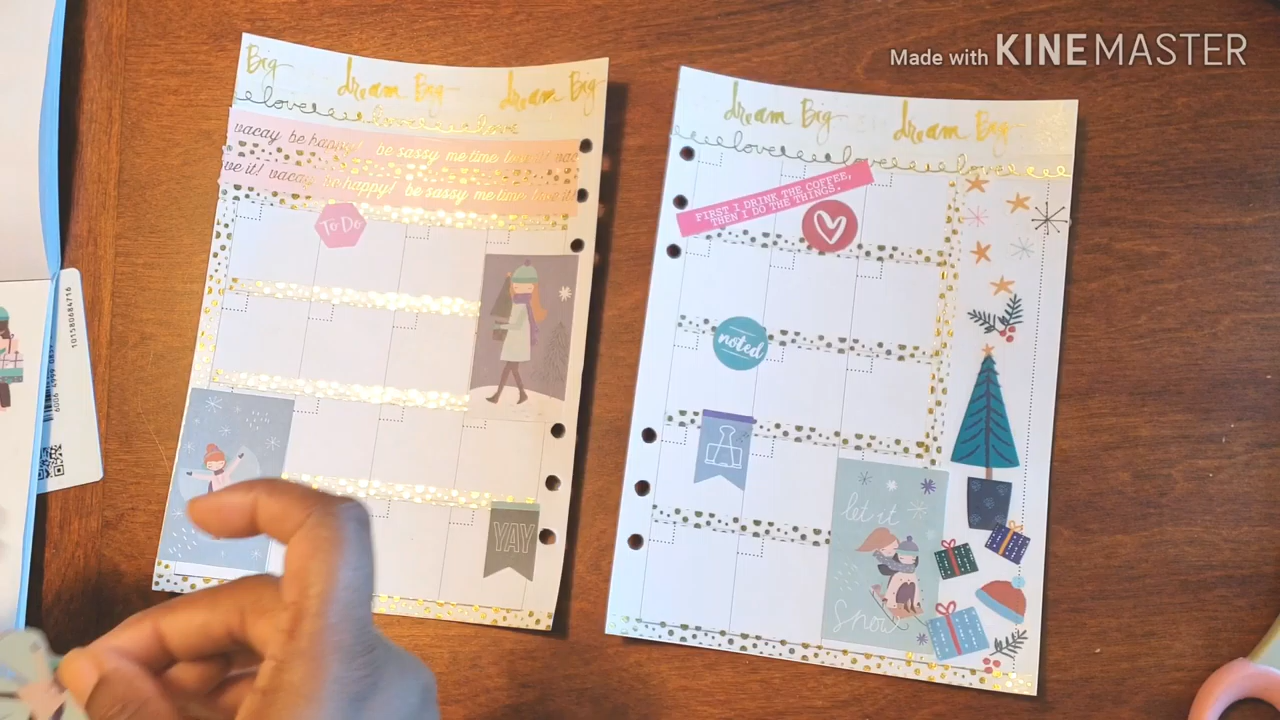 Made with KINEMASTER
Big dream Big dream Big
love love love
vacay be happy! be sassy me time love it! vac
ve it! vacay be happy! be sassy me time love it!
To Do
YAY
dream Big dream Big
love love love
FIRST I DRINK THE COFFEE,
THEN I DO THE THINGS.
noted
let it
Snow
101580684716